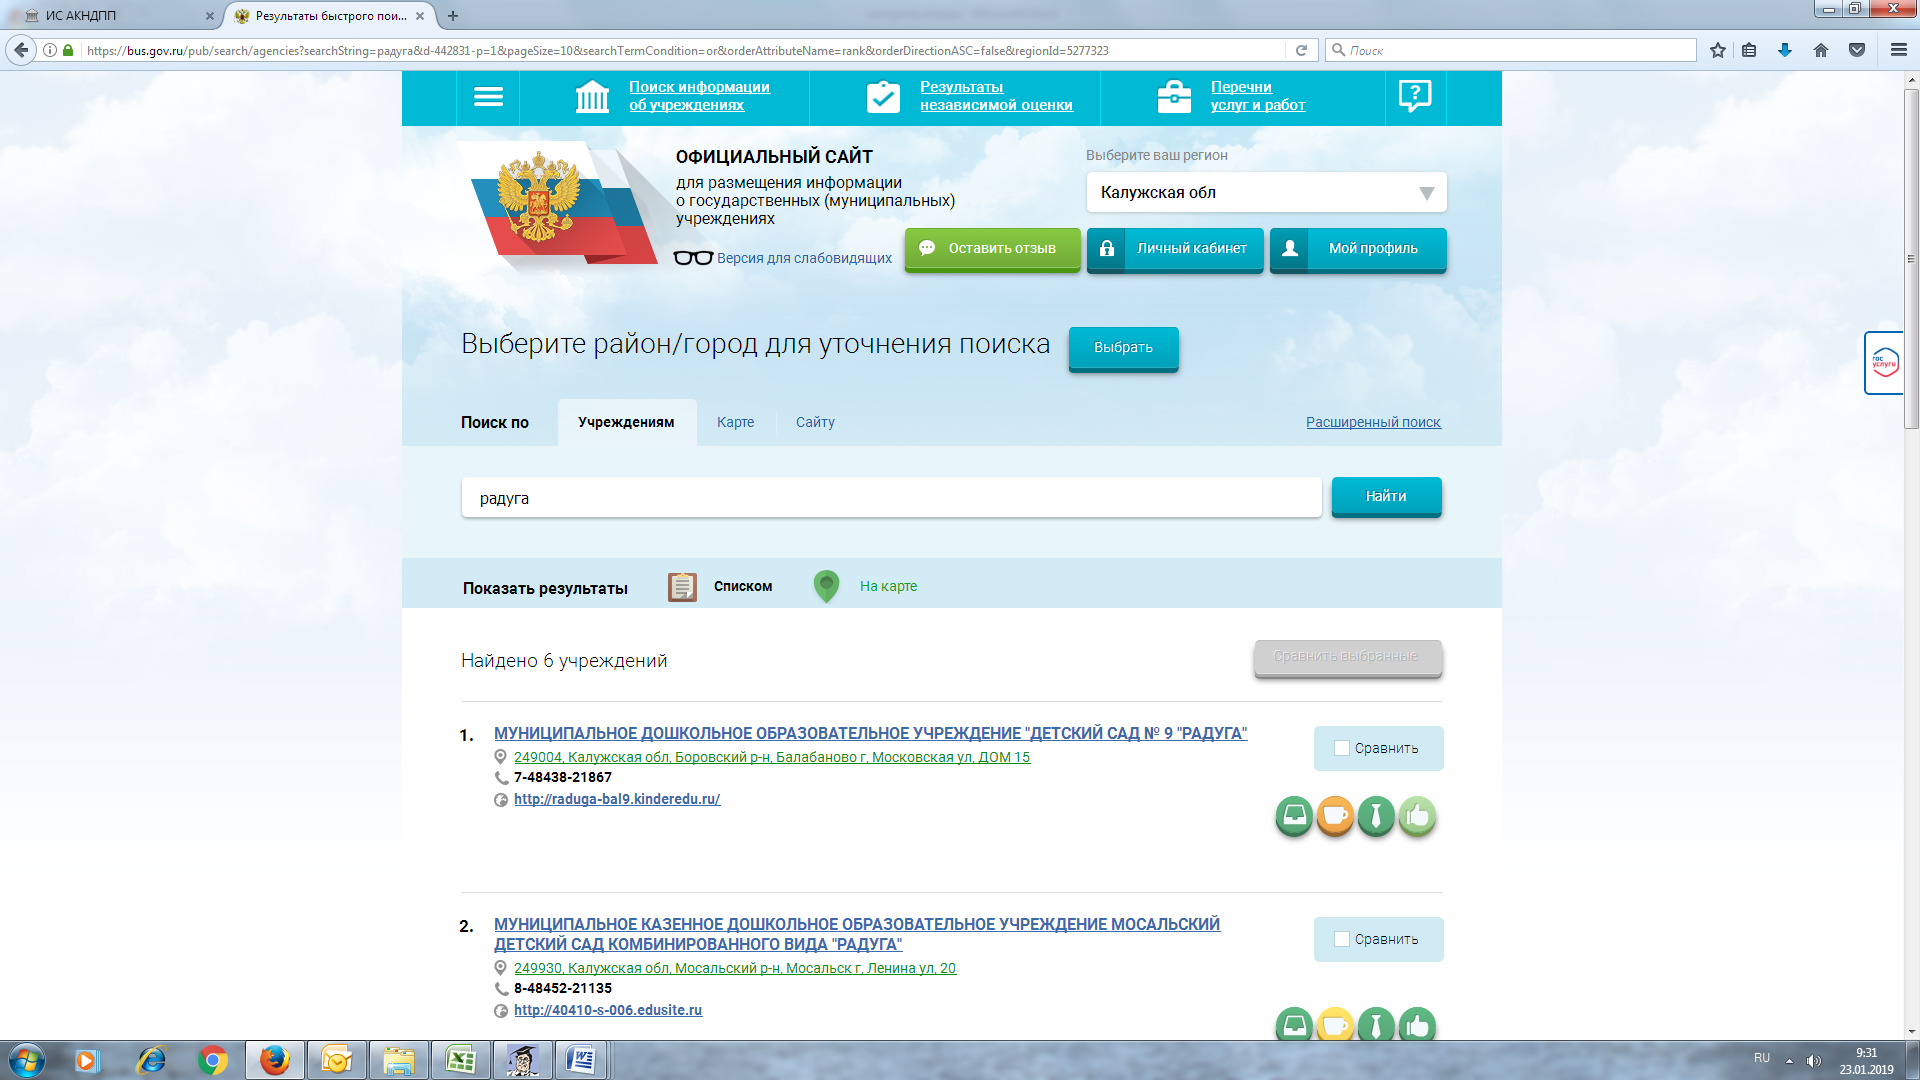 ИС АКНДПП
Результаты быстрого пои...
https://bus.gov.ru/pub/search/agencies?searchString=радуга&d-442831-p=1&pageSize=10&searchTermCondition=or&orderAttributeName=rank&orderDirectionASC=false&regionId=5277323
Поиск
Поиск информации
об учреждениях
Результаты
независимой оценки
Перечни
услуг и работ
ОФИЦИАЛЬНЫЙ САЙТ
для размещения информации
о государственных (муниципальных)
учреждениях
Версия для слабовидящих
Выберите ваш регион
Калужская обл
Оставить отзыв
Личный кабинет
Мой профиль
Выберите район/город для уточнения поиска
Выбрать
гос
услуги
Поиск по
Учреждениям
Карте
Сайту
Расширенный поиск
радуга
Найти
Показать результаты
Списком
На карте
Найдено 6 учреждений
Сравнить выбранные
1. МУНИЦИПАЛЬНОЕ ДОШКОЛЬНОЕ ОБРАЗОВАТЕЛЬНОЕ УЧРЕЖДЕНИЕ "ДЕТСКИЙ САД № 9 "РАДУГА"
249004, Калужская обл, Боровский р-н, Балабаново г, Московская ул, ДОМ 15
7-48438-21867
http://raduga-bal9.kinderedu.ru/
Сравнить
2. МУНИЦИПАЛЬНОЕ КАЗЕННОЕ ДОШКОЛЬНОЕ ОБРАЗОВАТЕЛЬНОЕ УЧРЕЖДЕНИЕ МОСАЛЬСКИЙ
ДЕТСКИЙ САД КОМБИНИРОВАННОГО ВИДА "РАДУГА"
249930, Калужская обл, Мосальский р-н, Мосальск г, Ленина ул, 20
8-48452-21135
http://40410-s-006.edusite.ru
Сравнить
RU
9:31
23.01.2019